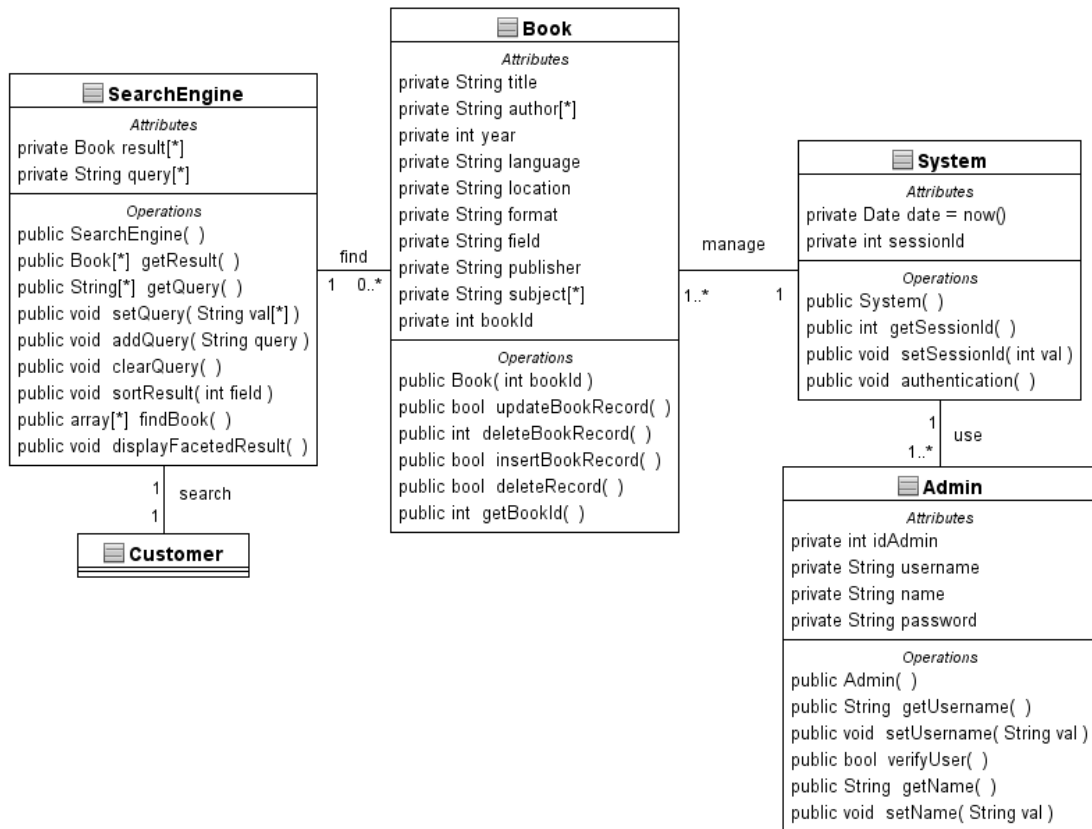 SearchEngine
Attributes
private Book result[*]
private String query[*]
Operations
public SearchEngine( )
public Book[*] getResult( )
public String[*] getQuery( )
public void setQuery( String val[*] )
public void addQuery( String query )
public void clearQuery( )
public void sortResult( int field )
public array[*] findBook( )
public void displayFacetedResult( )
1
search
1
Customer
find
1 0..*
Book
Attributes
private String title
private String author[*]
private int year
private String language
private String location
private String format
private String field
private String publisher
private String subject[*]
private int bookId
Operations
public Book( int bookId )
public bool updateBookRecord( )
public int deleteBookRecord( )
public bool insertBookRecord( )
public bool deleteRecord( )
public int getBookId( )
manage
1..* 1
System
Attributes
private Date date = now()
private int sessionId
Operations
public System( )
public int getSessionId( )
public void setSessionId( int val )
public void authentication( )
1
use
1..*
Admin
Attributes
private int idAdmin
private String username
private String name
private String password
Operations
public Admin( )
public String getUsername( )
public void setUsername( String val )
public bool verifyUser( )
public String getName( )
public void setName( String val )